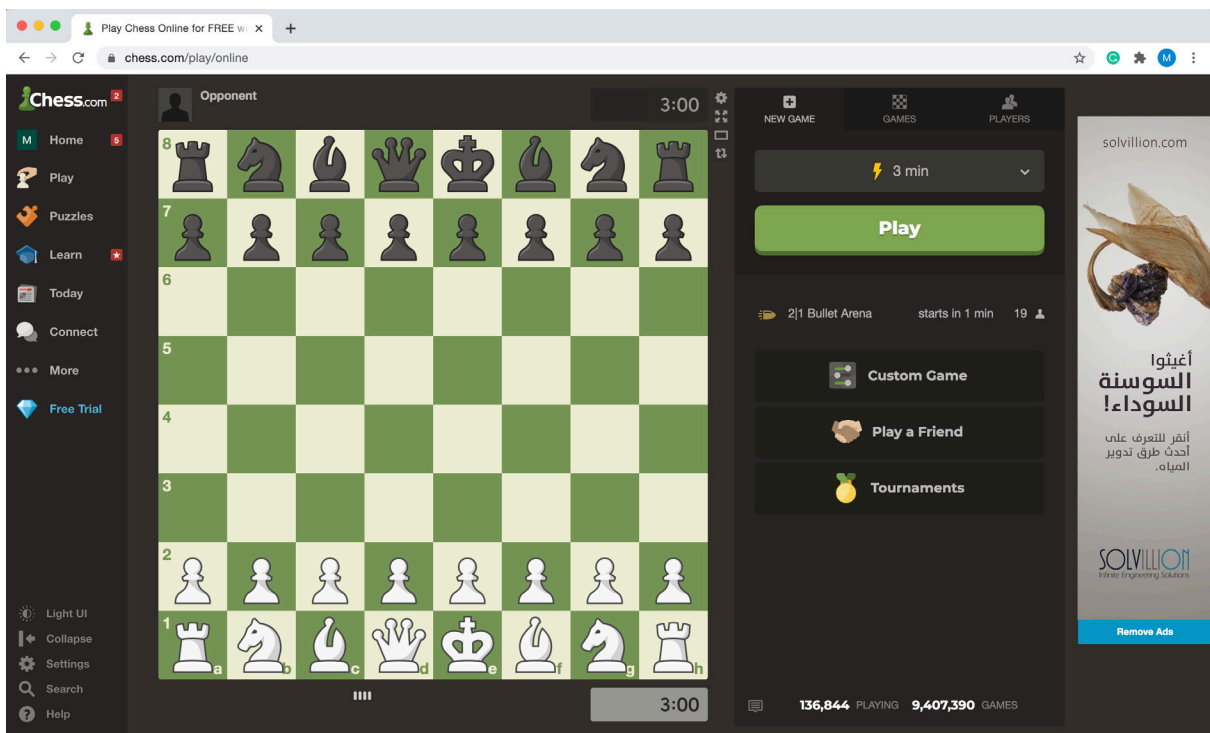 Play Chess Online for FREE wi
chess.com/play/online
M
Chess.com 2
M Home 5
Play
Puzzles
Learn
Today
Connect
More
Free Trial
Light UI
Collapse
Settings
Search
Help
Opponent
3:00
8
7
6
5
4
3
2
1
a b c d e f g h
3:00
NEW GAME
GAMES
PLAYERS
3 min
Play
2|1 Bullet Arena starts in 1 min 19
Custom Game
Play a Friend
Tournaments
136,844 PLAYING 9,407,390 GAMES
solvillion.com
أغيثوا
السوسنة
السوداء!
أنقر للتعرف على
أحدث طرق تدوير
المياه.
SOLVILLION
Infinite Engineering Solutions
Remove Ads